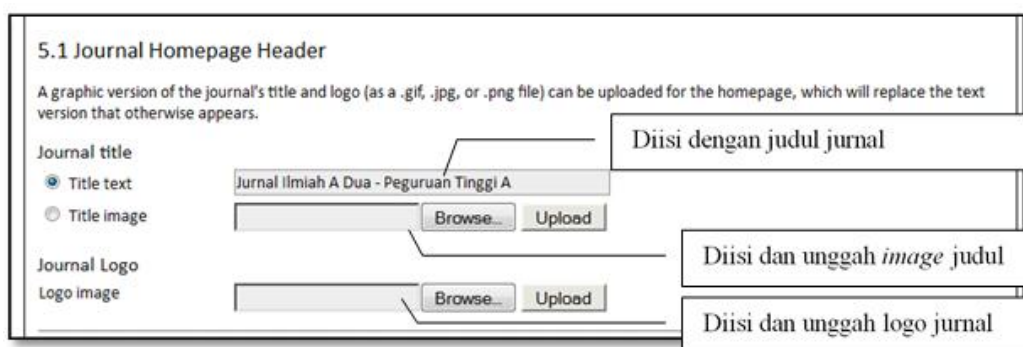 5.1 Journal Homepage Header
A graphic version of the journal's title and logo (as a .gif, .jpg, or .png file) can be uploaded for the homepage, which will replace the text
version that otherwise appears.
Diisi dengan judul jurnal
Journal title
Title text
Jurnal Ilmiah A Dua - Peguruan Tinggi A
Title image
Browse...
Upload
Diisi dan unggah image judul
Journal Logo
Logo image
Browse...
Upload
Diisi dan unggah logo jurnal